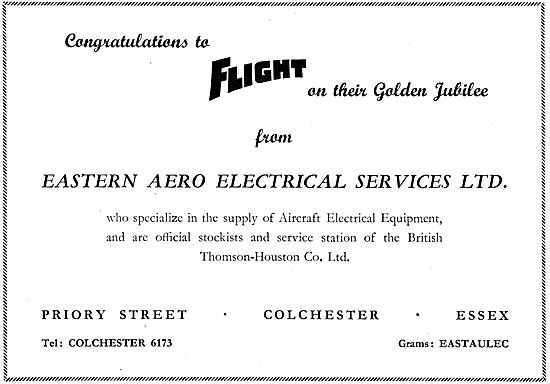 Congratulations to
FLIGHT
on their Golden Jubilee
from
EASTERN AERO ELECTRICAL SERVICES LTD.
who specialize in the supply of Aircraft Electrical Equipment,
and are official stockists and service station of the British
Thomson-Houston Co. Ltd.
PRIORY STREET · COLCHESTER · ESSEX
Tel: COLCHESTER 6173 Grams: EASTAULEC